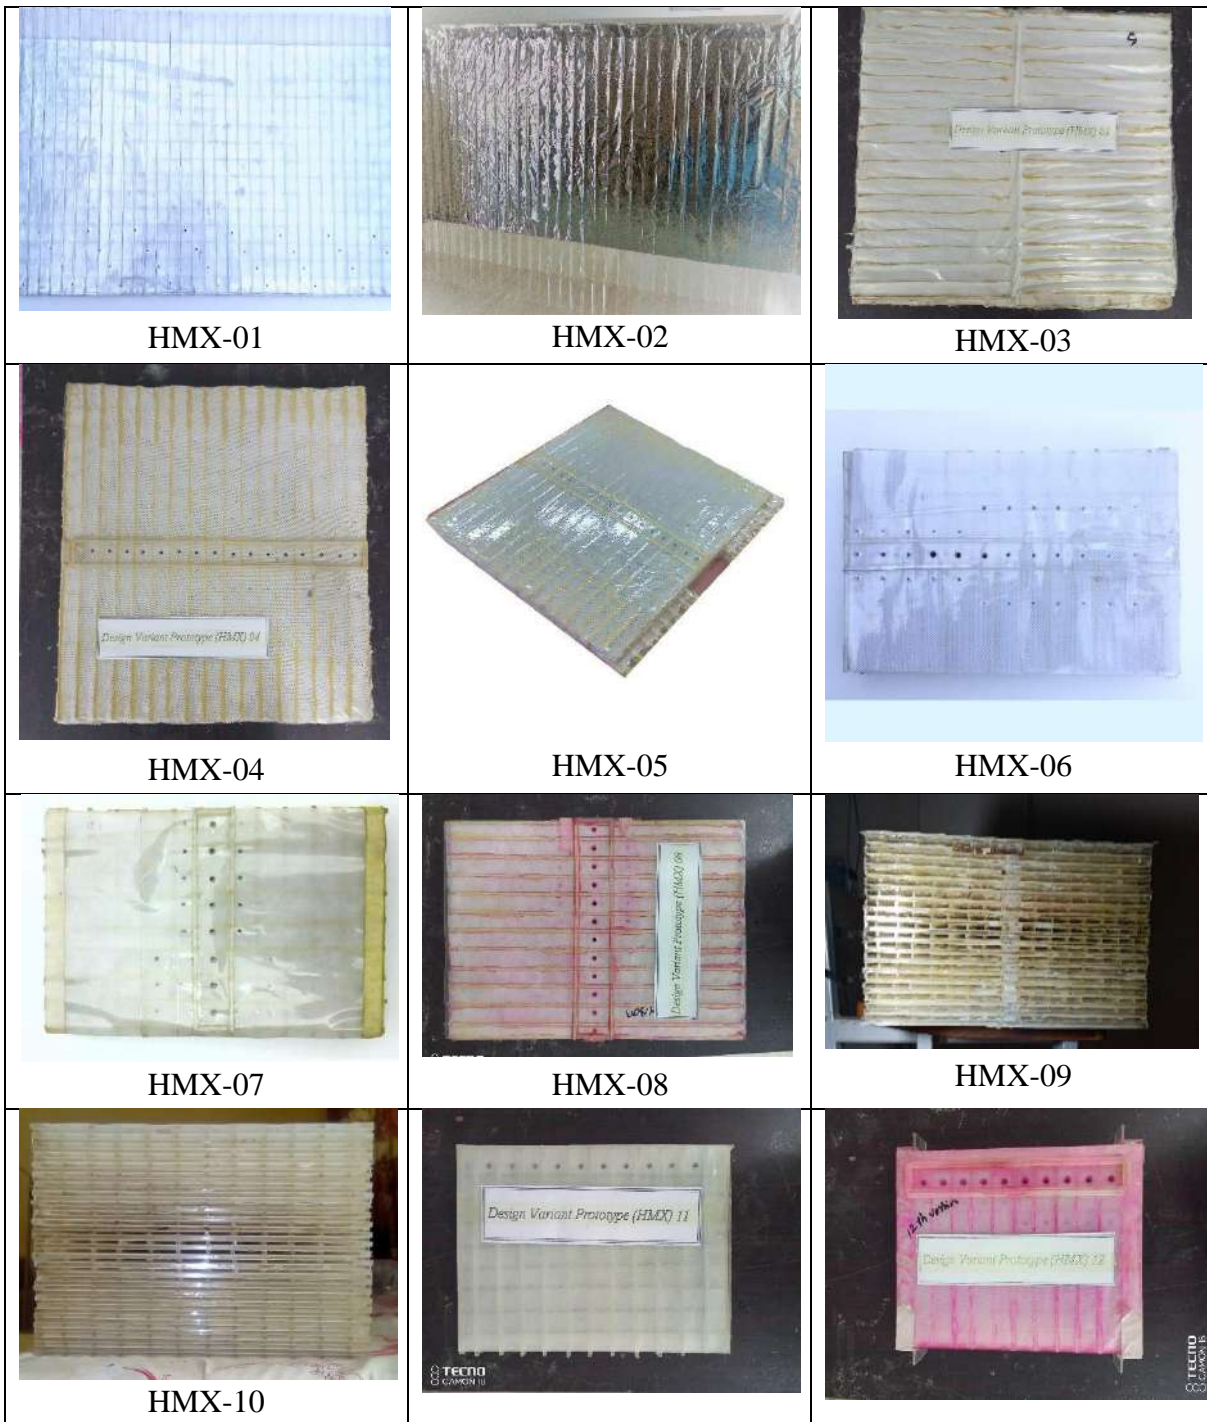 HMX-01
HMX-02
5
Design Variant Prototype (HMX) 03
HMX-03
Design Variant Prototype (HMX) 04
HMX-04
HMX-05
HMX-06
HMX-07
Design Variant Prototype (HMX) 08
HMX-08
HMX-09
HMX-10
Design Variant Prototype (HMX) 11
TECNO
CAMON 18
12th version
Design Variant Prototype (HMX) 12
TECNO
CAMON 18